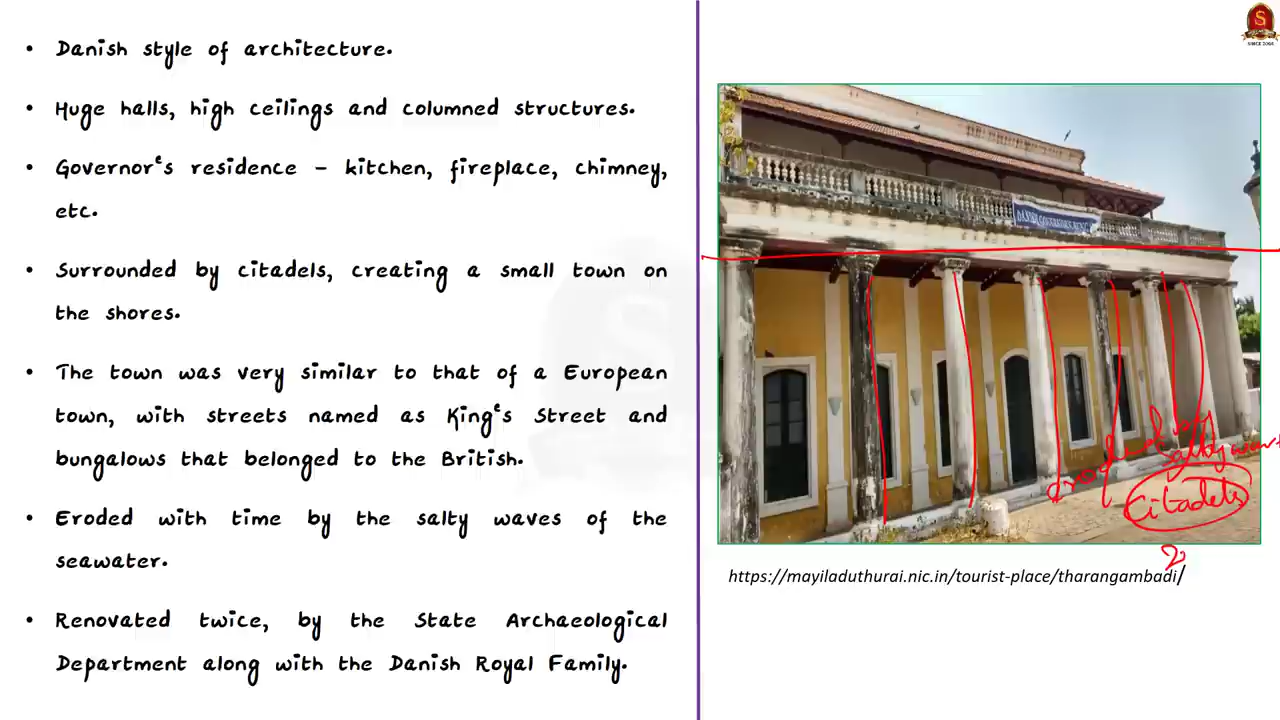 • Danish style of architecture.
• Huge halls, high ceilings and columned structures.
• Governor's residence – kitchen, fireplace, chimney,
etc.
• Surrounded by citadels, creating a small town on
the shores.
• The town was very similar to that of a European
town, with streets named as King's Street and
bungalows that belonged to the British.
• Eroded with time by the salty waves of the
seawater.
• Renovated twice, by the State Archaeological
Department along with the Danish Royal Family.
S
SINCE 2004
DANISH GOVERNOR'S
eroded by
salty
Citadels
2
https://mayiladuthurai.nic.in/tourist-place/tharangambadi/